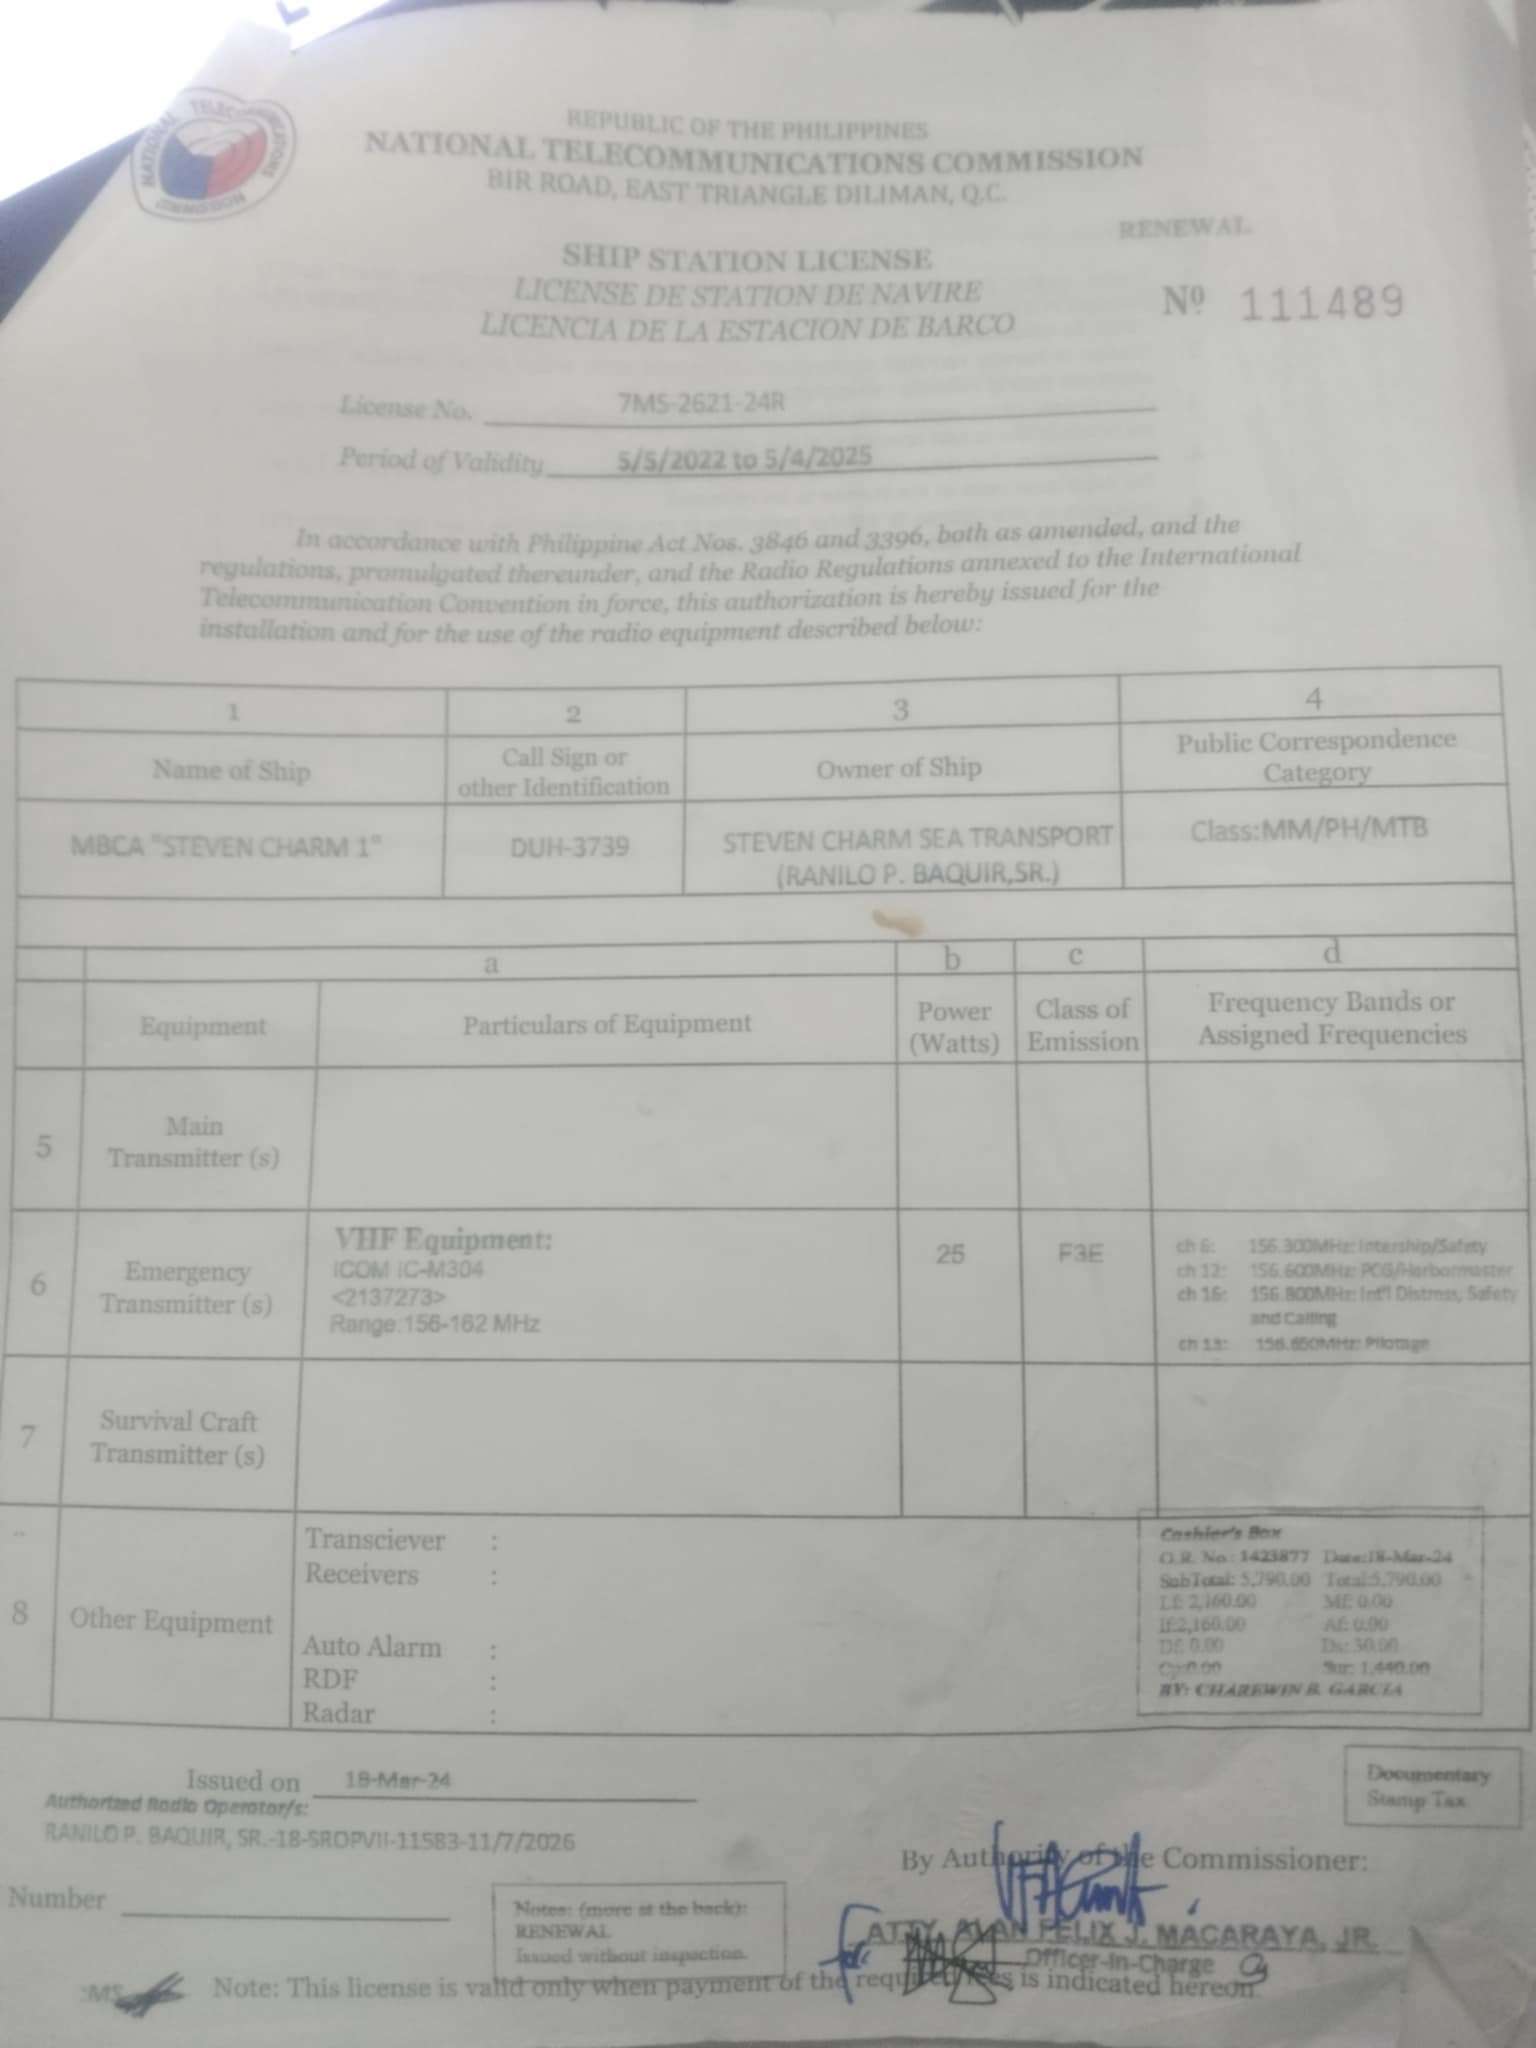 NATIONAL TELECOMMUNICATIONS COMMISSION
REPUBLIC OF THE PHILIPPINES
NATIONAL TELECOMMUNICATIONS COMMISSION
BIR ROAD, EAST TRIANGLE DILIMAN, Q.C.
RENEWAL
SHIP STATION LICENSE
LICENSE DE STATION DE NAVIRE
LICENCIA DE LA ESTACION DE BARCO
Nº 111489
License No. 7MS-2621-24R
Period of Validity 5/5/2022 to 5/4/2025
In accordance with Philippine Act Nos. 3846 and 3396, both as amended, and the
regulations, promulgated thereunder, and the Radio Regulations annexed to the International
Telecommunication Convention in force, this authorization is hereby issued for the
installation and for the use of the radio equipment described below:
1 2 3 4
Name of Ship
Call Sign or
other Identification
Owner of Ship
Public Correspondence
Category
MBCA "STEVEN CHARM 1"
DUH-3739
STEVEN CHARM SEA TRANSPORT
(RANILO P. BAQUIR,SR.)
Class:MM/PH/MTB
a b c d
Equipment
Particulars of Equipment
Power
(Watts)
Class of
Emission
Frequency Bands or
Assigned Frequencies
5
Main
Transmitter (s)
6
Emergency
Transmitter (s)
VHF Equipment:
ICOM IC-M304
<2137273>
Range:156-162 MHz
25
F3E
ch 6: 156.300MHz: Intership/Safety
ch 12: 156.600MHz: PCG/Harbormaster
ch 16: 156.800MHz: Int'l Distress, Safety
and Calling
ch 13: 156.650MHz: Pilotage
7
Survival Craft
Transmitter (s)
8
Other Equipment
Transciever :
Receivers :
Auto Alarm :
RDF :
Radar :
Cashier's Box
O.R. No.: 1423877 Date:18-Mar-24
SubTotal: 5,790.00 Total:5,790.00
LF: 2,160.00 MF: 0.00
IF:2,160.00 AF: 0.00
DF: 0.00 Ds: 30.00
Cp:0.00 Sur: 1,440.00
BY: CHAREWIN B. GARCIA
Issued on 18-Mar-24
Authorized Radio Operator/s:
RANILO P. BAQUIR, SR.-18-SROPVII-11583-11/7/2026
Documentary
Stamp Tax
By Authority of the Commissioner:
Number
Notes: (more at the back):
RENEWAL
Issued without inspection.
ATTY. ALAN FELIX J. MACARAYA, JR.
Officer-In-Charge
Note: This license is valid only when payment of the required fees is indicated hereon.